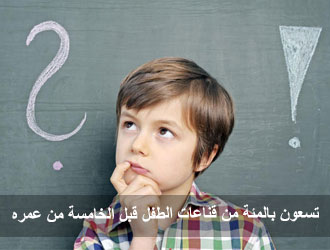 ؟ !
تسعون بالمئة من قناعات الطفل قبل الخامسة من عمره